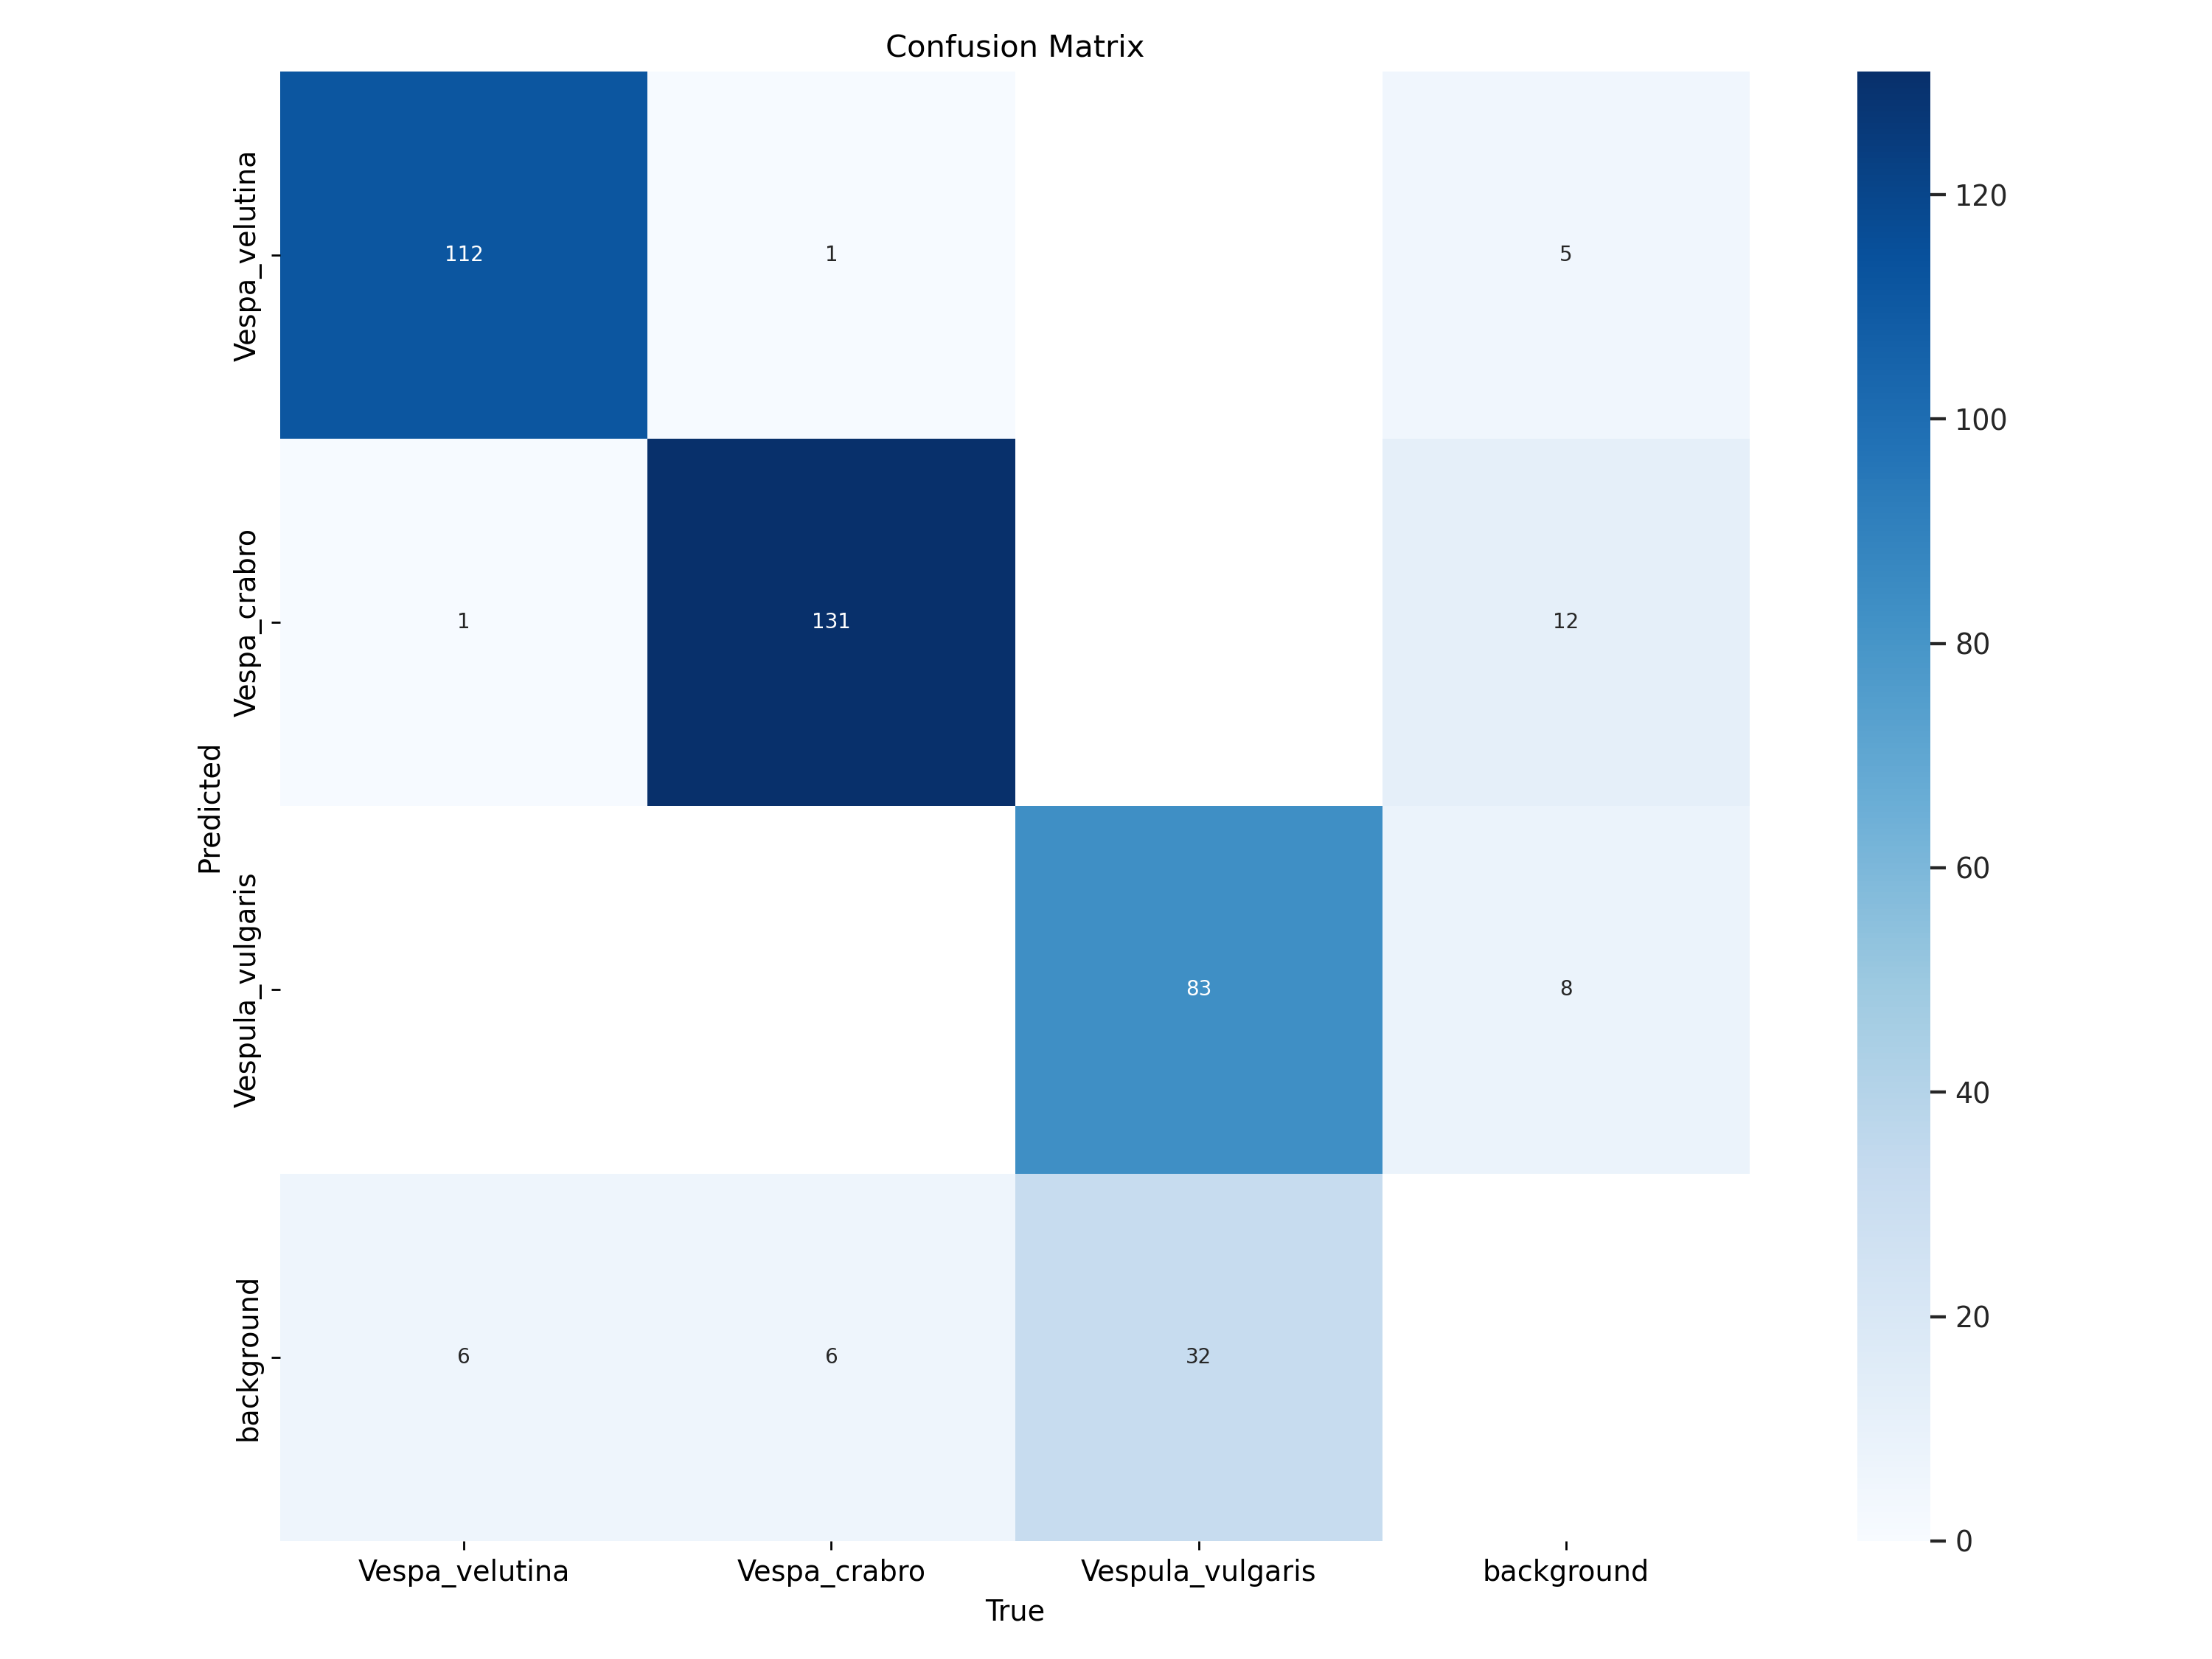 Confusion Matrix
Predicted
Vespa_velutina
112
1
5
Vespa_crabro
1
131
12
Vespula_vulgaris
83
8
background
6
6
32
Vespa_velutina
Vespa_crabro
Vespula_vulgaris
background
True
120
100
80
60
40
20
0